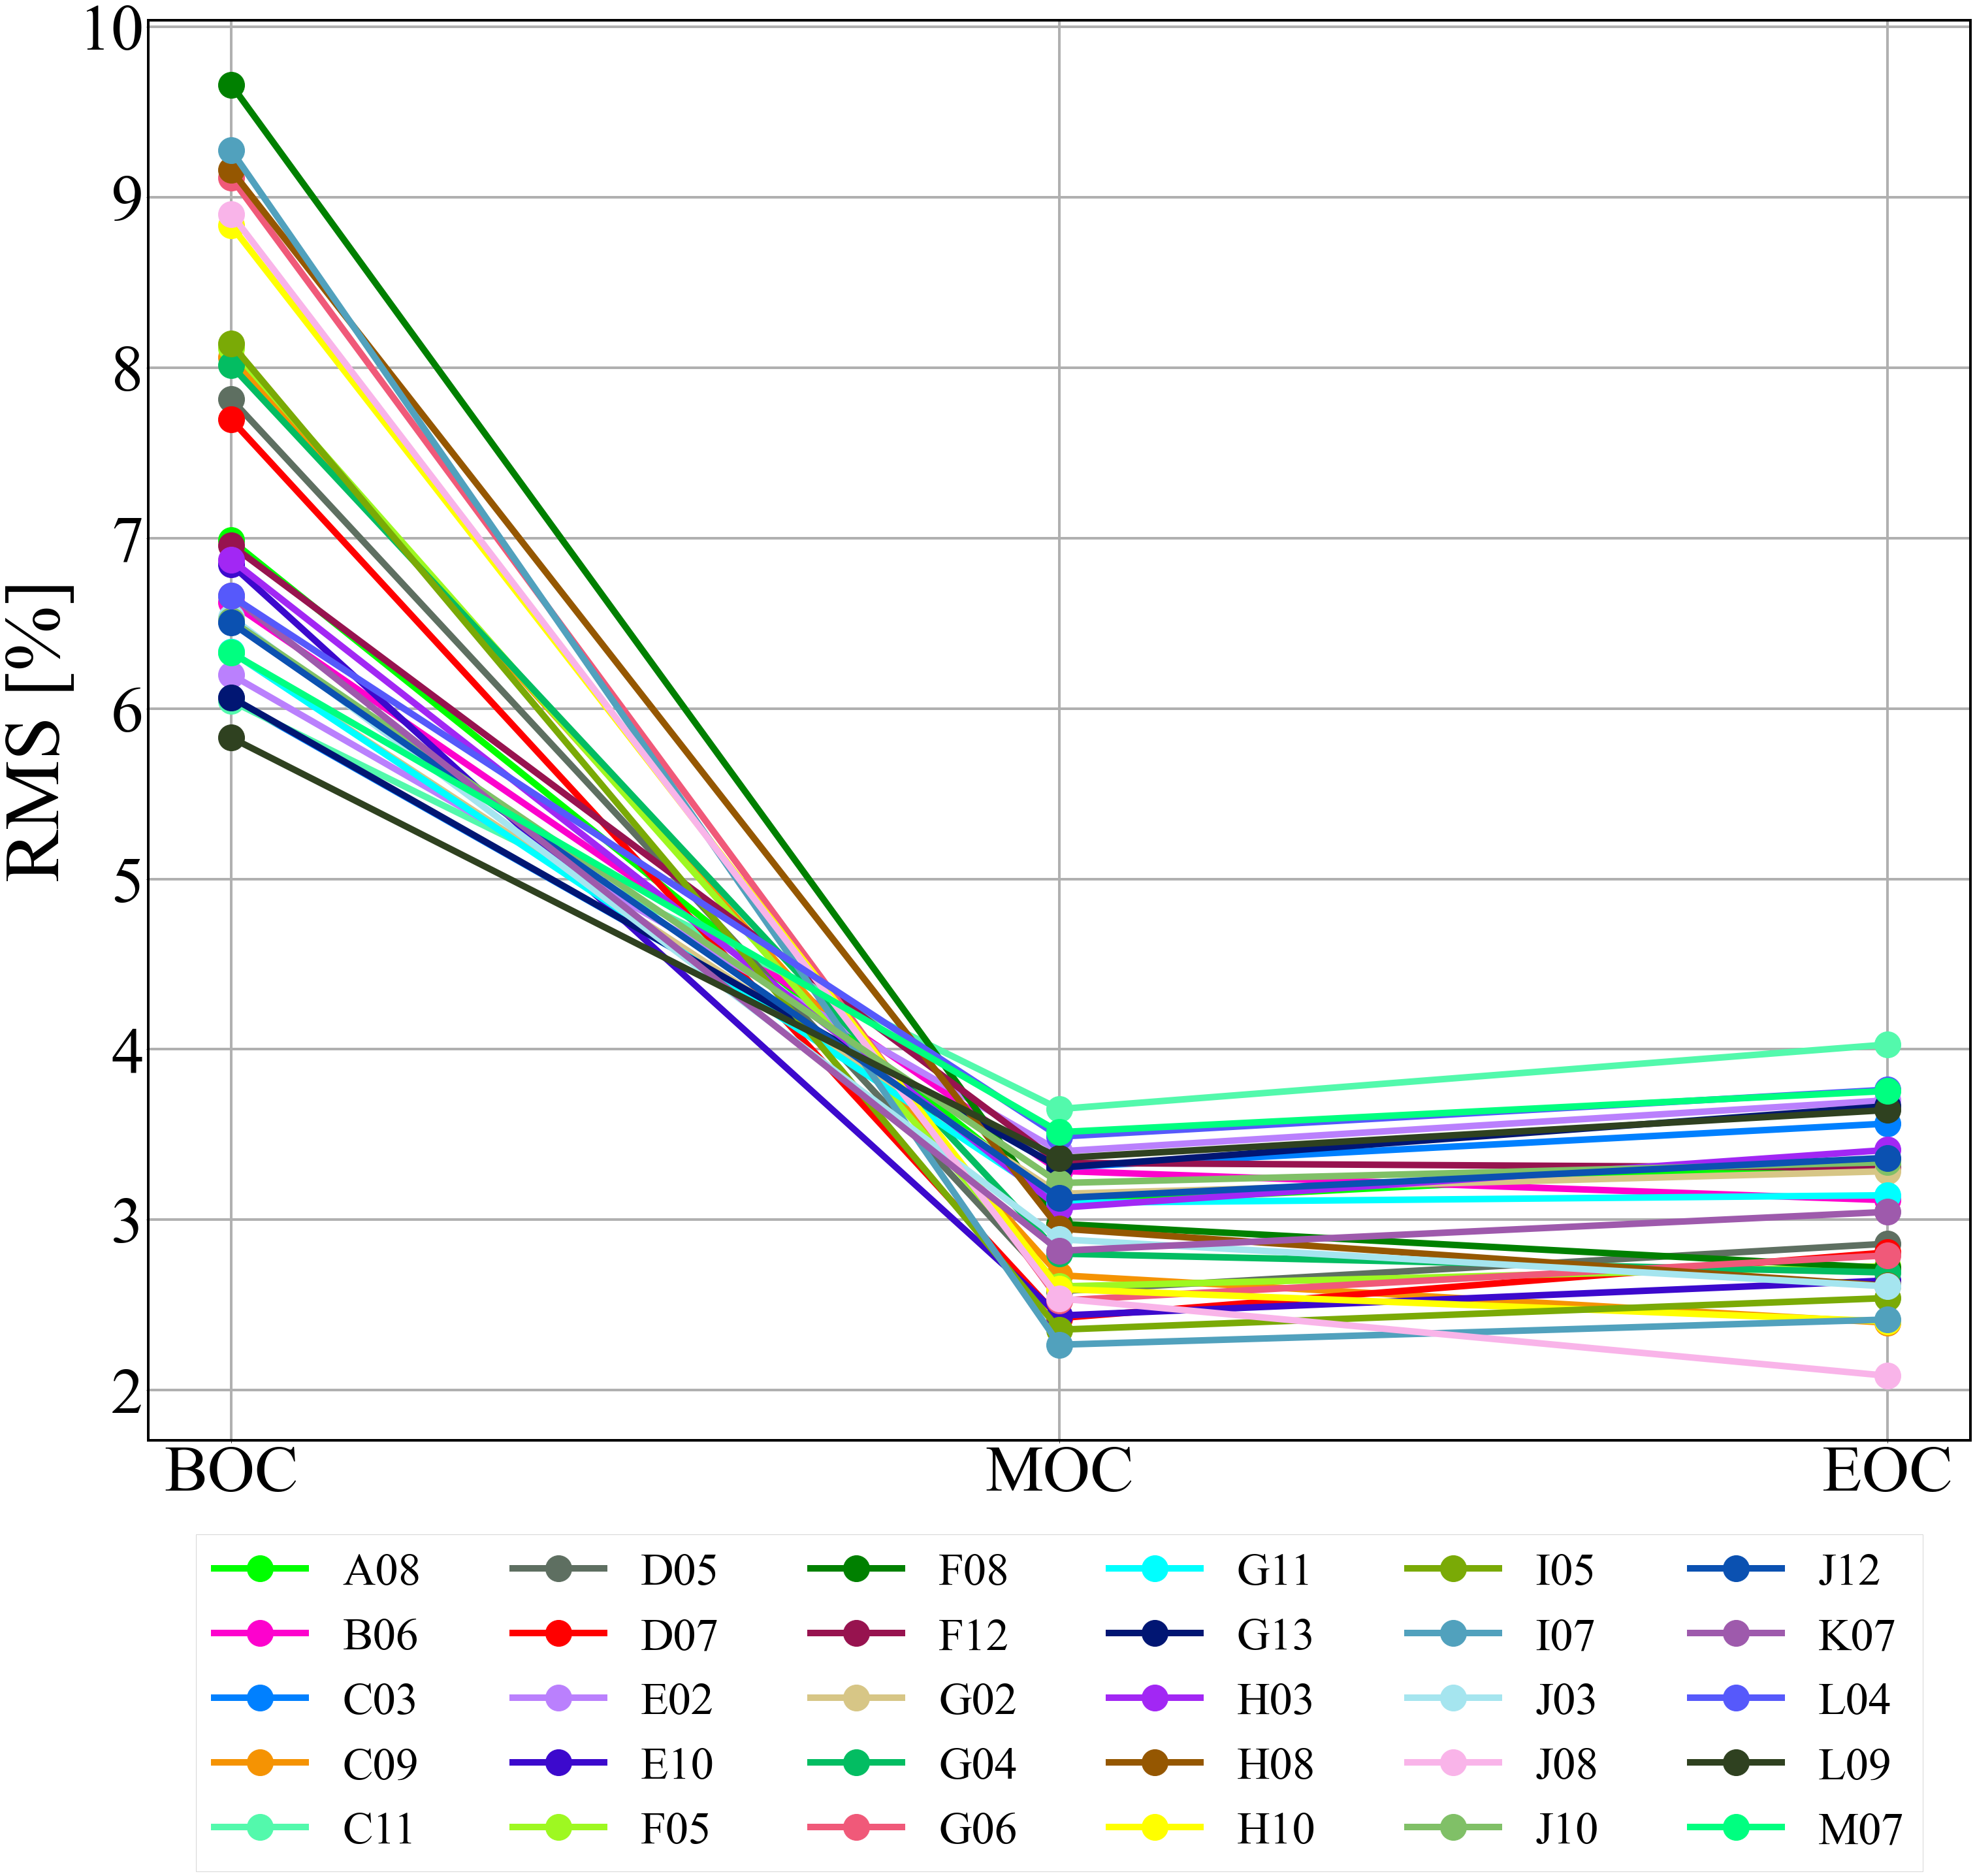 10
9
8
7
6
5
4
3
2
RMS [%]
BOC MOC EOC
A08 D05 F08 G11 I05 J12
B06 D07 F12 G13 I07 K07
C03 E02 G02 H03 J03 L04
C09 E10 G04 H08 J08 L09
C11 F05 G06 H10 J10 M07